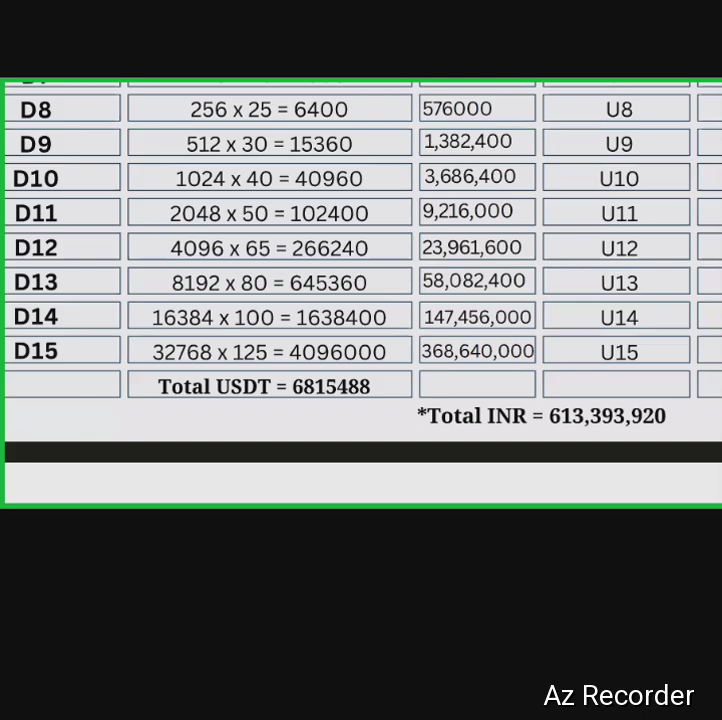 D8 256 x 25 = 6400 576000 U8
D9 512 x 30 = 15360 1,382,400 U9
D10 1024 x 40 = 40960 3,686,400 U10
D11 2048 x 50 = 102400 9,216,000 U11
D12 4096 x 65 = 266240 23,961,600 U12
D13 8192 x 80 = 645360 58,082,400 U13
D14 16384 x 100 = 1638400 147,456,000 U14
D15 32768 x 125 = 4096000 368,640,000 U15
Total USDT = 6815488
*Total INR = 613,393,920
Az Recorder